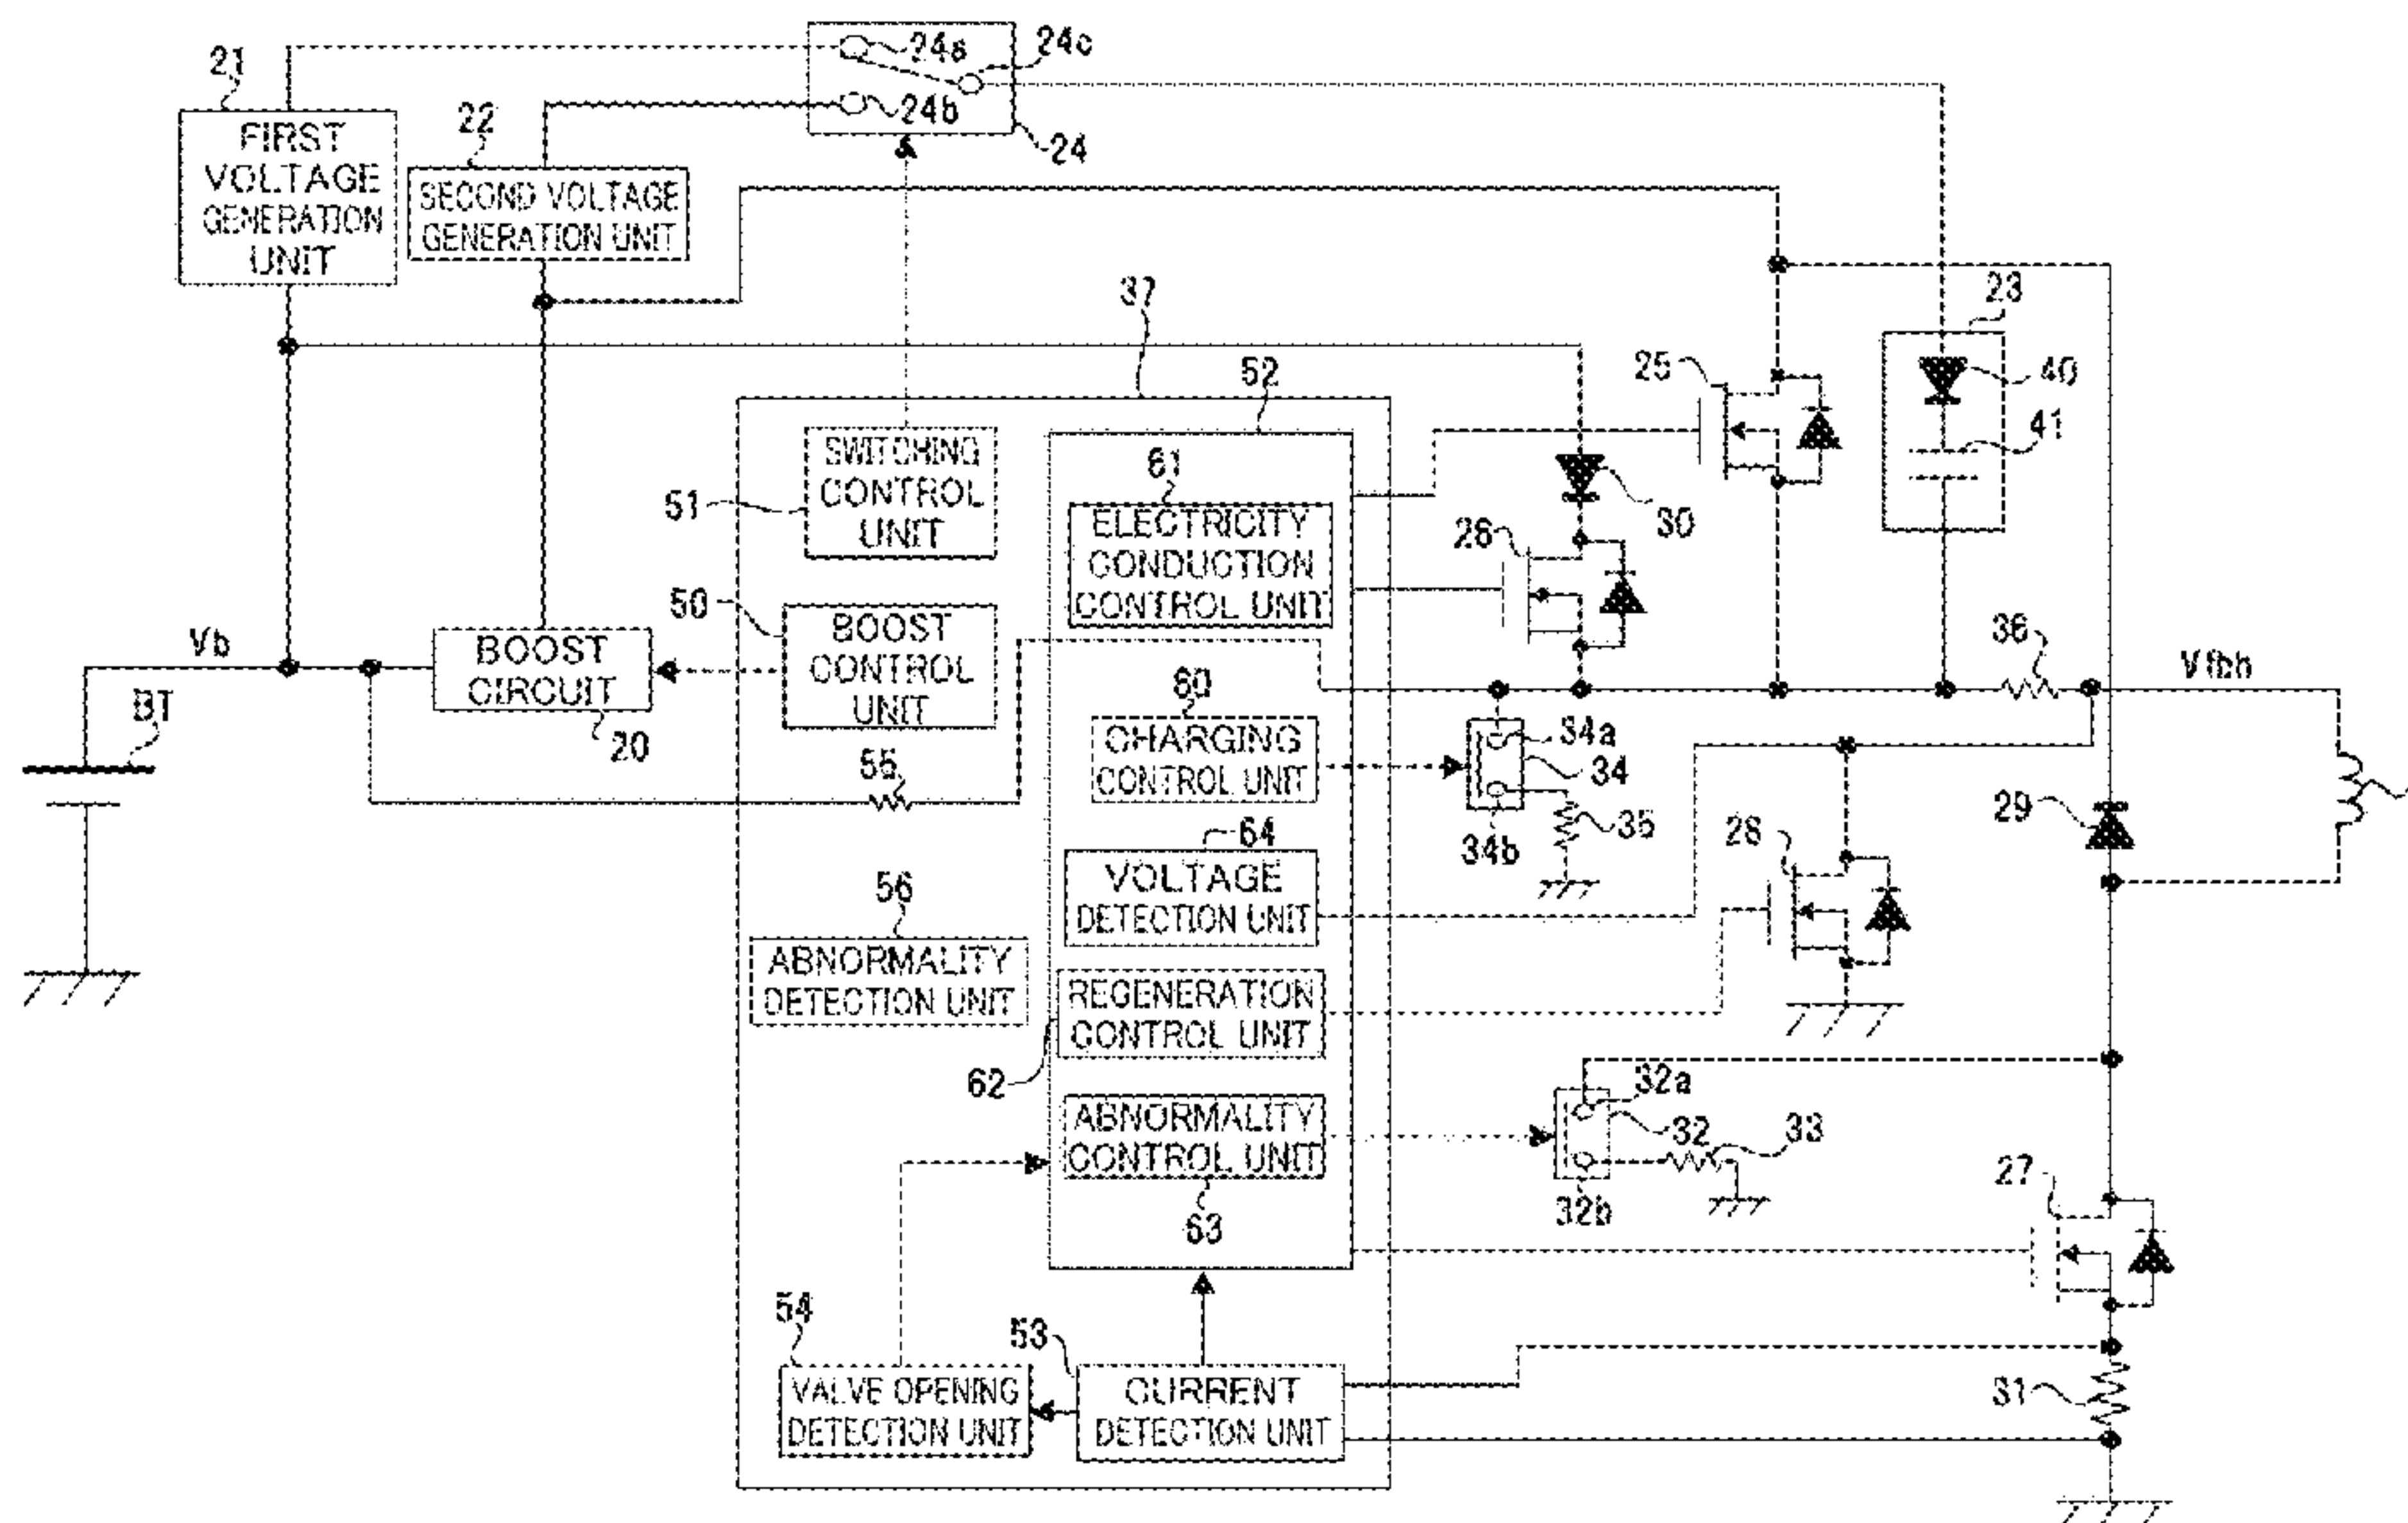 21
FIRST
VOLTAGE
GENERATION
UNIT
22
SECOND VOLTAGE
GENERATION UNIT
24a
24c
24b
24
37
23
52
25
40
41
SWITCHING
CONTROL
UNIT
51
61
ELECTRICITY
CONDUCTION
CONTROL UNIT
30
26
50
BOOST
CONTROL
UNIT
Vb
BOOST
CIRCUIT
20
BT
36
60
CHARGING
CONTROL UNIT
34a
34
34b
35
55
29
28
64
VOLTAGE
DETECTION UNIT
56
ABNORMALITY
DETECTION UNIT
REGENERATION
CONTROL UNIT
62
32a
32
33
32b
ABNORMALITY
CONTROL UNIT
63
27
54
VALVE OPENING
DETECTION UNIT
53
CURRENT
DETECTION UNIT
31